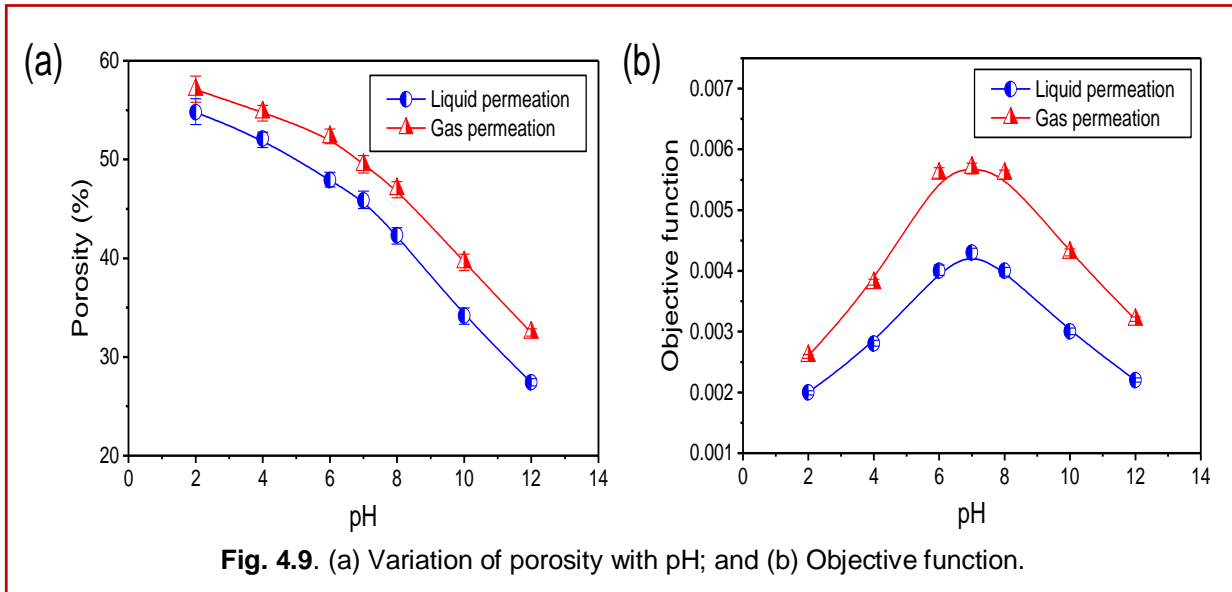 (a)
60
50
40
30
20
Porosity (%)
0 2 4 6 8 10 12 14
pH
Liquid permeation
Gas permeation
(b)
0.007
0.006
0.005
0.004
0.003
0.002
0.001
Objective function
0 2 4 6 8 10 12 14
pH
Liquid permeation
Gas permeation
Fig. 4.9. (a) Variation of porosity with pH; and (b) Objective function.